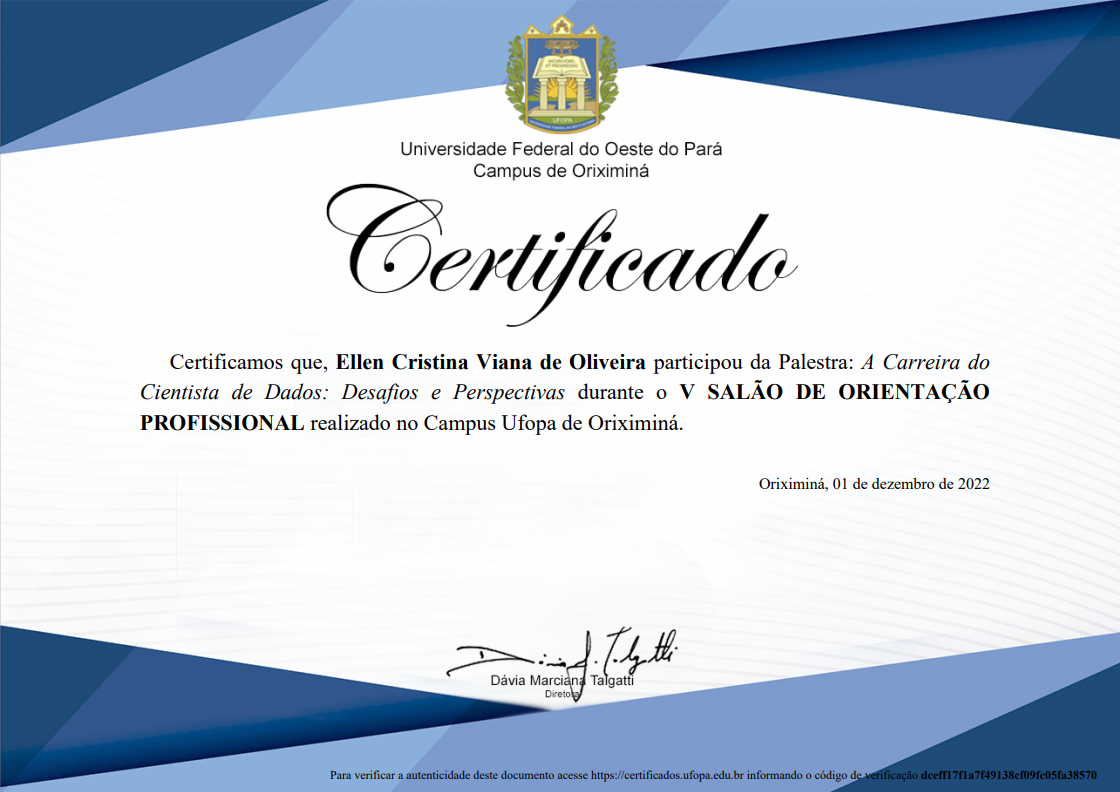 SATURA HOMO
ET PROGRESSIO
UFOPA
Universidade Federal do Oeste do Pará
Campus de Oriximiná
Certificado
Certificamos que, Ellen Cristina Viana de Oliveira participou da Palestra: A Carreira do
Cientista de Dados: Desafios e Perspectivas durante o V SALÃO DE ORIENTAÇÃO
PROFISSIONAL realizado no Campus Ufopa de Oriximiná.
Oriximiná, 01 de dezembro de 2022
Dávia Marciana Talgatti
Diretora
Para verificar a autenticidade deste documento acesse https://certificados.ufopa.edu.br informando o código de verificação dceff17f1a7f49138cf09fc05fa38570